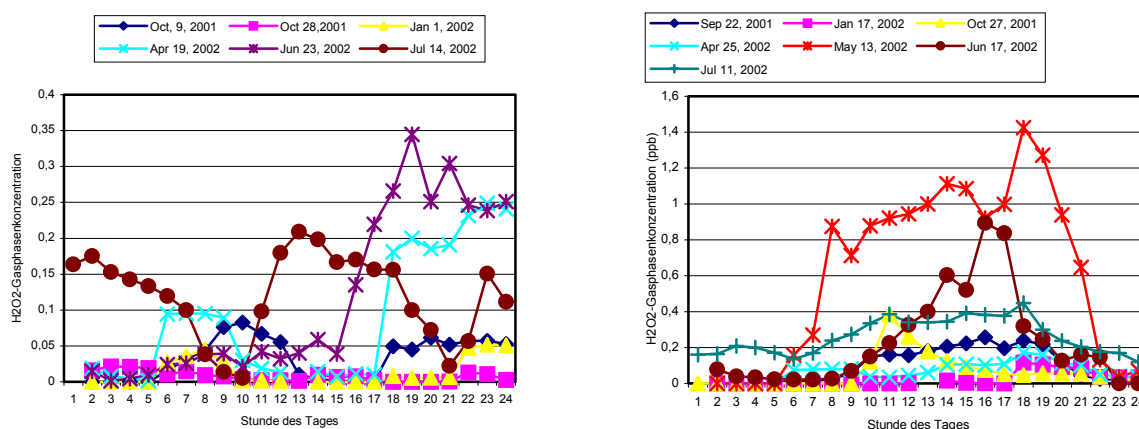 Oct, 9, 2001 Oct 28,2001 Jan 1, 2002
Apr 19, 2002 Jun 23, 2002 Jul 14, 2002
0,4
0,35
0,3
0,25
0,2
0,15
0,1
0,05
0
H2O2-Gasphasenkonzentration
1 2 3 4 5 6 7 8 9 10 11 12 13 14 15 16 17 18 19 20 21 22 23 24
Stunde des Tages
Sep 22, 2001 Jan 17, 2002 Oct 27, 2001
Apr 25, 2002 May 13, 2002 Jun 17, 2002
Jul 11, 2002
1,6
1,4
1,2
1
0,8
0,6
0,4
0,2
0
H2O2-Gasphasenkonzentration (ppb)
1 2 3 4 5 6 7 8 9 10 11 12 13 14 15 16 17 18 19 20 21 22 23 24
Stunde des Tages